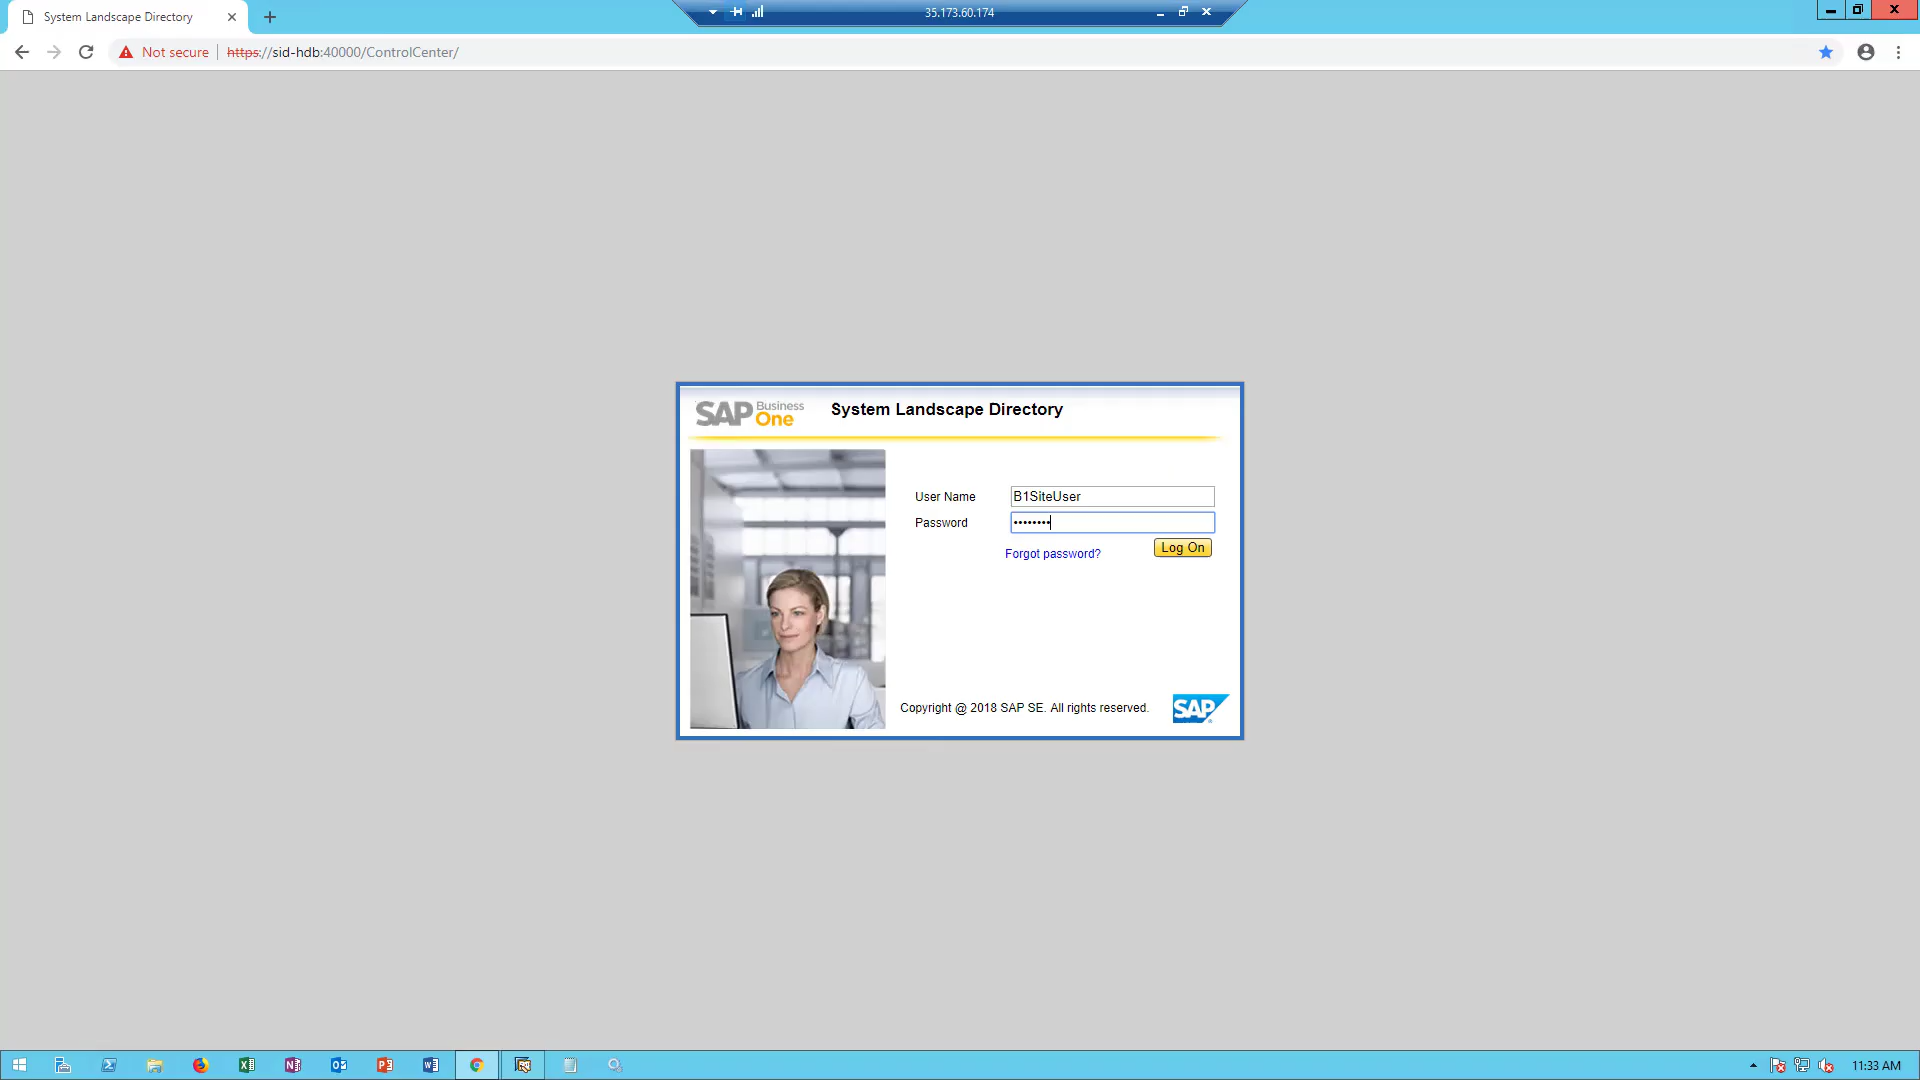 System Landscape Directory
35.173.60.174
Not secure
https://sid-hdb:40000/ControlCenter/
SAP Business One
System Landscape Directory
User Name
B1SiteUser
Password
••••••••
Forgot password?
Log On
Copyright @ 2018 SAP SE. All rights reserved.
SAP
11:33 AM